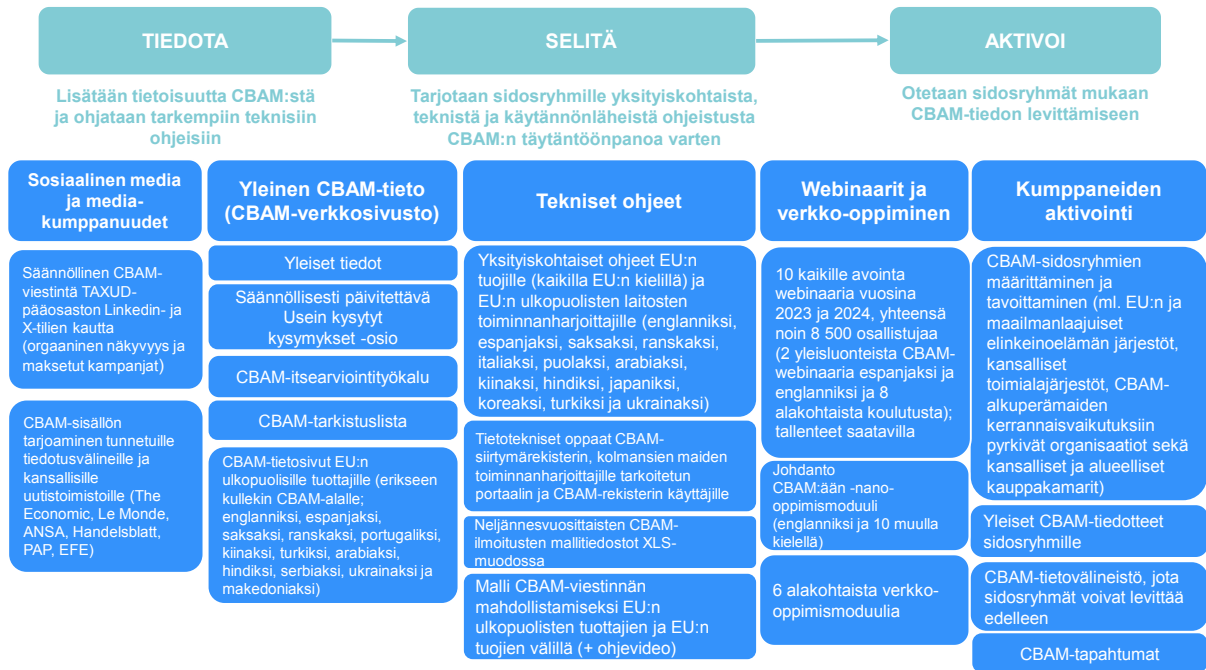 TIEDOTA
SELITÄ
AKTIVOI
Lisätään tietoisuutta CBAM:stä
ja ohjataan tarkempiin teknisiin
ohjeisiin
Tarjotaan sidosryhmille yksityiskohtaista,
teknistä ja käytännönläheistä ohjeistusta
CBAM:n täytäntöönpanoa varten
Otetaan sidosryhmät mukaan
CBAM-tiedon levittämiseen
Sosiaalinen media
ja media-
kumppanuudet
Säännöllinen CBAM-
viestintä TAXUD-
pääosaston Linkedin- ja
X-tilien kautta
(orgaaninen näkyvyys ja
maksetut kampanjat)
CBAM-sisällön
tarjoaminen tunnetuille
tiedotusvälineille ja
kansallisille
uutistoimistoille (The
Economic, Le Monde,
ANSA, Handelsblatt,
PAP, EFE)
Yleinen CBAM-tieto
(CBAM-verkkosivusto)
Yleiset tiedot
Säännöllisesti päivitettävä
Usein kysytyt
kysymykset -osio
CBAM-itsearviointityökalu
CBAM-tarkistuslista
CBAM-tietosivut EU:n
ulkopuolisille tuottajille (erikseen
kullekin CBAM-alalle;
englanniksi, espanjaksi,
saksaksi, ranskaksi, portugaliksi,
kiinaksi, turkiksi, arabiaksi,
hindiksi, serbiaksi, ukrainaksi ja
makedoniaksi)
Tekniset ohjeet
Yksityiskohtaiset ohjeet EU:n
tuojille (kaikilla EU:n kielillä) ja
EU:n ulkopuolisten laitosten
toiminnanharjoittajille (englanniksi,
espanjaksi, saksaksi, ranskaksi,
italiaksi, puolaksi, arabiaksi,
kiinaksi, hindiksi, japaniksi,
koreaksi, turkiksi ja ukrainaksi)
Tietotekniset oppaat CBAM-
siirtymärekisterin, kolmansien maiden
toiminnanharjoittajille tarkoitetun
portaalin ja CBAM-rekisterin käyttäjille
Neljännesvuosittaisten CBAM-
ilmoitusten mallitiedostot XLS-
muodossa
Malli CBAM-viestinnän
mahdollistamiseksi EU:n
ulkopuolisten tuottajien ja EU:n
tuojien välillä (+ ohjevideo)
Webinaarit ja
verkko-oppiminen
10 kaikille avointa
webinaaria vuosina
2023 ja 2024, yhteensä
noin 8 500 osallistujaa
(2 yleisluonteista CBAM-
webinaaria espanjaksi ja
englanniksi ja 8
alakohtaista koulutusta);
tallenteet saatavilla
Johdanto
CBAM:ään -nano-
oppimismoduuli
(englanniksi ja 10 muulla
kielellä)
6 alakohtaista verkko-
oppimismoduulia
Kumppaneiden
aktivointi
CBAM-sidosryhmien
määrittäminen ja
tavoittaminen (ml. EU:n ja
maailmanlaajuiset
elinkeinoelämän järjestöt,
kansalliset
toimialajärjestöt, CBAM-
alkuperämaiden
kerrannaisvaikutuksiin
pyrkivät organisaatiot sekä
kansalliset ja alueelliset
kauppakamarit)
Yleiset CBAM-tiedotteet
sidosryhmille
CBAM-tietovälineistö, jota
sidosryhmät voivat levittää
edelleen
CBAM-tapahtumat